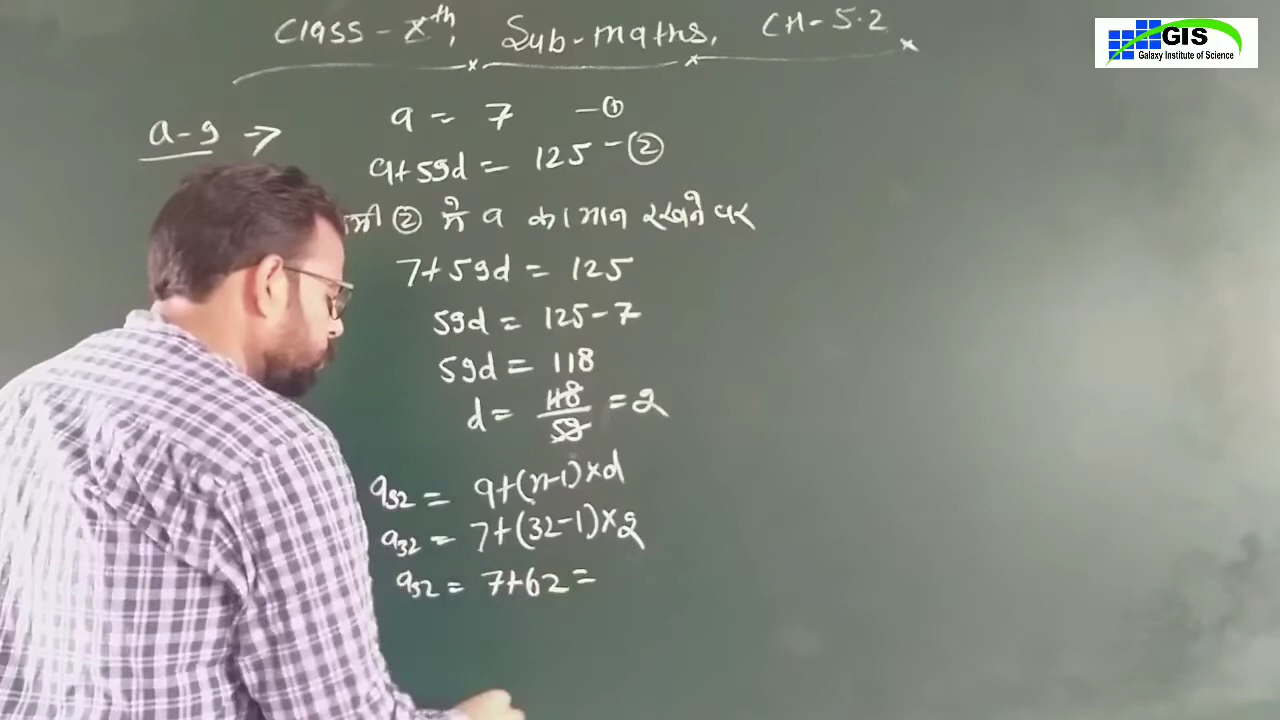 Class-Xth, Sub-maths, CH-5.2
GIS
Galaxy Institute of Science
a-9 →
a = 7 -①
a+59d = 125 -②
② में a का मान रखने पर
7+59d = 125
59d = 125-7
59d = 118
d = 118/59 = 2
a32 = a+(n-1)×d
a32 = 7+(32-1)×2
a32 = 7+62=